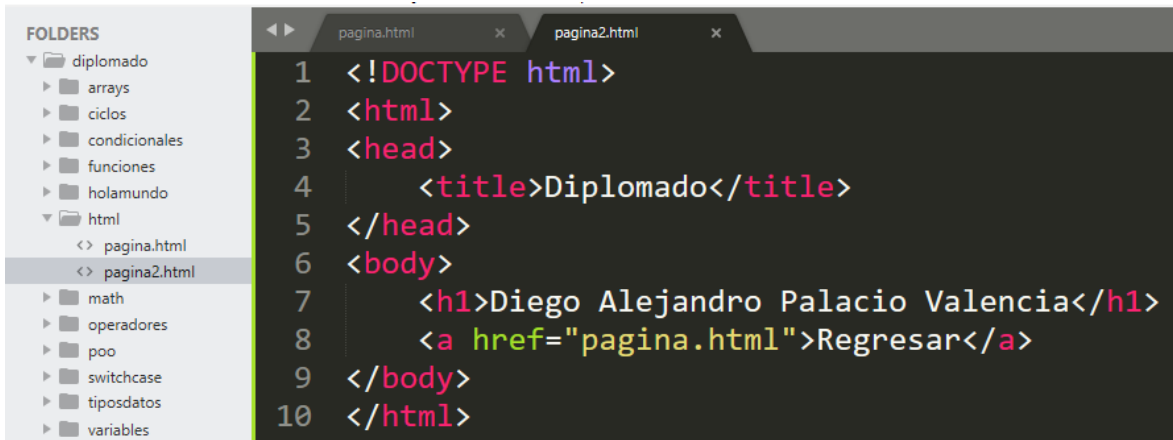 FOLDERS
diplomado
arrays
ciclos
condicionales
funciones
holamundo
html
<> pagina.html
<> pagina2.html
math
operadores
poo
switchcase
tiposdatos
variables
pagina.html ×
pagina2.html ×
1 <!DOCTYPE html>
2 <html>
3 <head>
4 <title>Diplomado</title>
5 </head>
6 <body>
7 <h1>Diego Alejandro Palacio Valencia</h1>
8 <a href="pagina.html">Regresar</a>
9 </body>
10 </html>